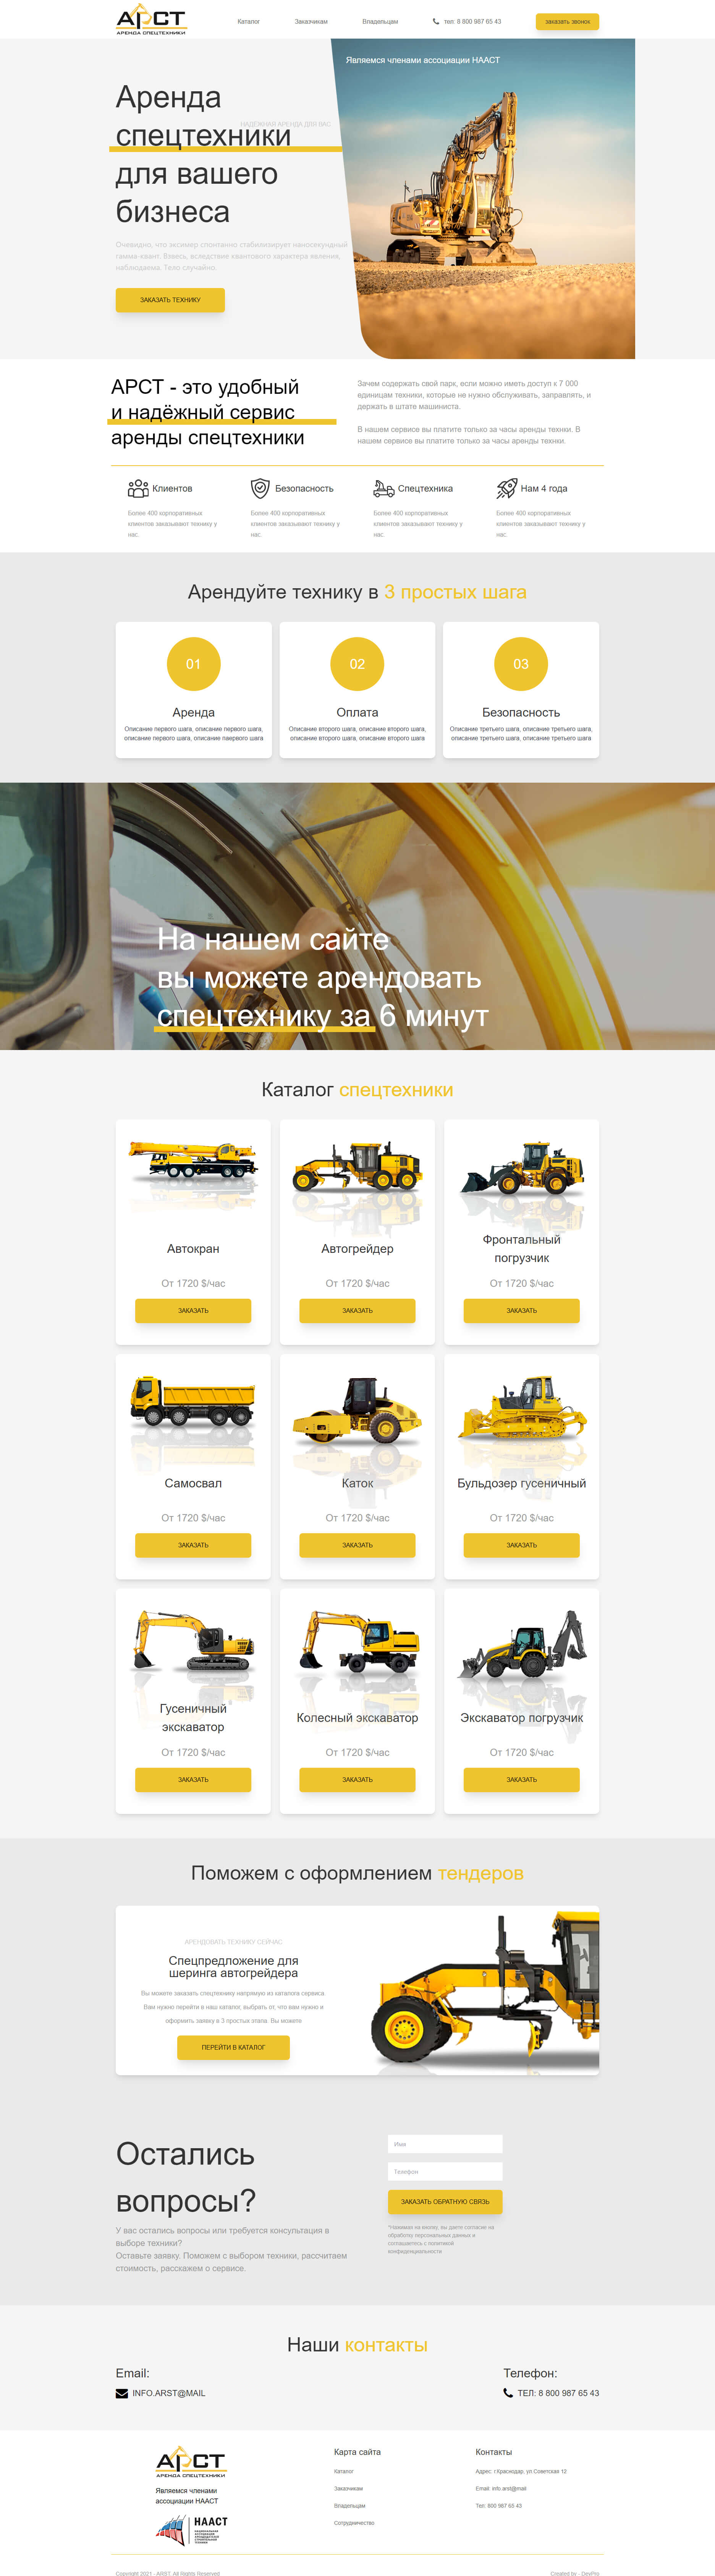 АРСТ
АРЕНДА СПЕЦТЕХНИКИ
Каталог
Заказчикам
Владельцам
тел: 8 800 987 65 43
заказать звонок
Являемся членами ассоциации НААСТ
НАДЕЖНАЯ АРЕНДА ДЛЯ ВАС
Аренда
спецтехники
для вашего
бизнеса
Очевидно, что эксимер спонтанно стабилизирует наносекундный
гамма-квант. Взвесь, вследствие квантового характера явления,
наблюдаема. Тело случайно.
ЗАКАЗАТЬ ТЕХНИКУ
АРСТ - это удобный
и надёжный сервис
аренды спецтехники
Зачем содержать свой парк, если можно иметь доступ к 7 000
единицам техники, которые не нужно обслуживать, заправлять, и
держать в штате машиниста.
В нашем сервисе вы платите только за часы аренды техники. В
нашем сервисе вы платите только за часы аренды технки.
Клиентов
Более 400 корпоративных
клиентов заказывают технику у
нас.
Безопасность
Более 400 корпоративных
клиентов заказывают технику у
нас.
Спецтехника
Более 400 корпоративных
клиентов заказывают технику у
нас.
Нам 4 года
Более 400 корпоративных
клиентов заказывают технику у
нас.
Арендуйте технику в 3 простых шага
01
Аренда
Описание первого шага, описание первого шага,
описание первого шага, описание паервого шага
02
Оплата
Описание второго шага, описание второго шага,
описание второго шага, описание второго шага
03
Безопасность
Описание третьего шага, описание третьего шага,
описание третьего шага, описание третьего шага
На нашем сайте
вы можете арендовать
спецтехнику за 6 минут
Каталог спецтехники
Автокран
От 1720 $/час
ЗАКАЗАТЬ
Автогрейдер
От 1720 $/час
ЗАКАЗАТЬ
Фронтальный
погрузчик
От 1720 $/час
ЗАКАЗАТЬ
Самосвал
От 1720 $/час
ЗАКАЗАТЬ
Каток
От 1720 $/час
ЗАКАЗАТЬ
Бульдозер гусеничный
От 1720 $/час
ЗАКАЗАТЬ
Гусеничный
экскаватор
От 1720 $/час
ЗАКАЗАТЬ
Колесный экскаватор
От 1720 $/час
ЗАКАЗАТЬ
Экскаватор погрузчик
От 1720 $/час
ЗАКАЗАТЬ
Поможем с оформлением тендеров
АРЕНДОВАТЬ ТЕХНИКУ СЕЙЧАС
Спецпредложение для
шеринга автогрейдера
Вы можете заказать спецтехнику напрямую из каталога сервиса.
Вам нужно перейти в наш каталог, выбрать от, что вам нужно и
оформить заявку в 3 простых этапа. Вы можете
ПЕРЕЙТИ В КАТАЛОГ
Остались
вопросы?
У вас остались вопросы или требуется консультация в
выборе техники?
Оставьте заявку. Поможем с выбором техники, рассчитаем
стоимость, расскажем о сервисе.
Имя
Телефон
ЗАКАЗАТЬ ОБРАТНУЮ СВЯЗЬ
*Нажимая на кнопку, вы даете согласие на
обработку персональных данных и
соглашаетесь с политикой
конфиденциальности
Наши контакты
Email:
INFO.ARST@MAIL
Телефон:
ТЕЛ: 8 800 987 65 43
АРСТ
АРЕНДА СПЕЦТЕХНИКИ
Являемся членами
ассоциации НААСТ
НААСТ
Карта сайта
Каталог
Заказчикам
Владельцам
Сотрудничество
Контакты
Адрес: г.Краснодар, ул.Советская 12
Email: info.arst@mail
Тел: 800 987 65 43
Copyright 2021 - ARST. All Rights Reserved
Created by - DevPro